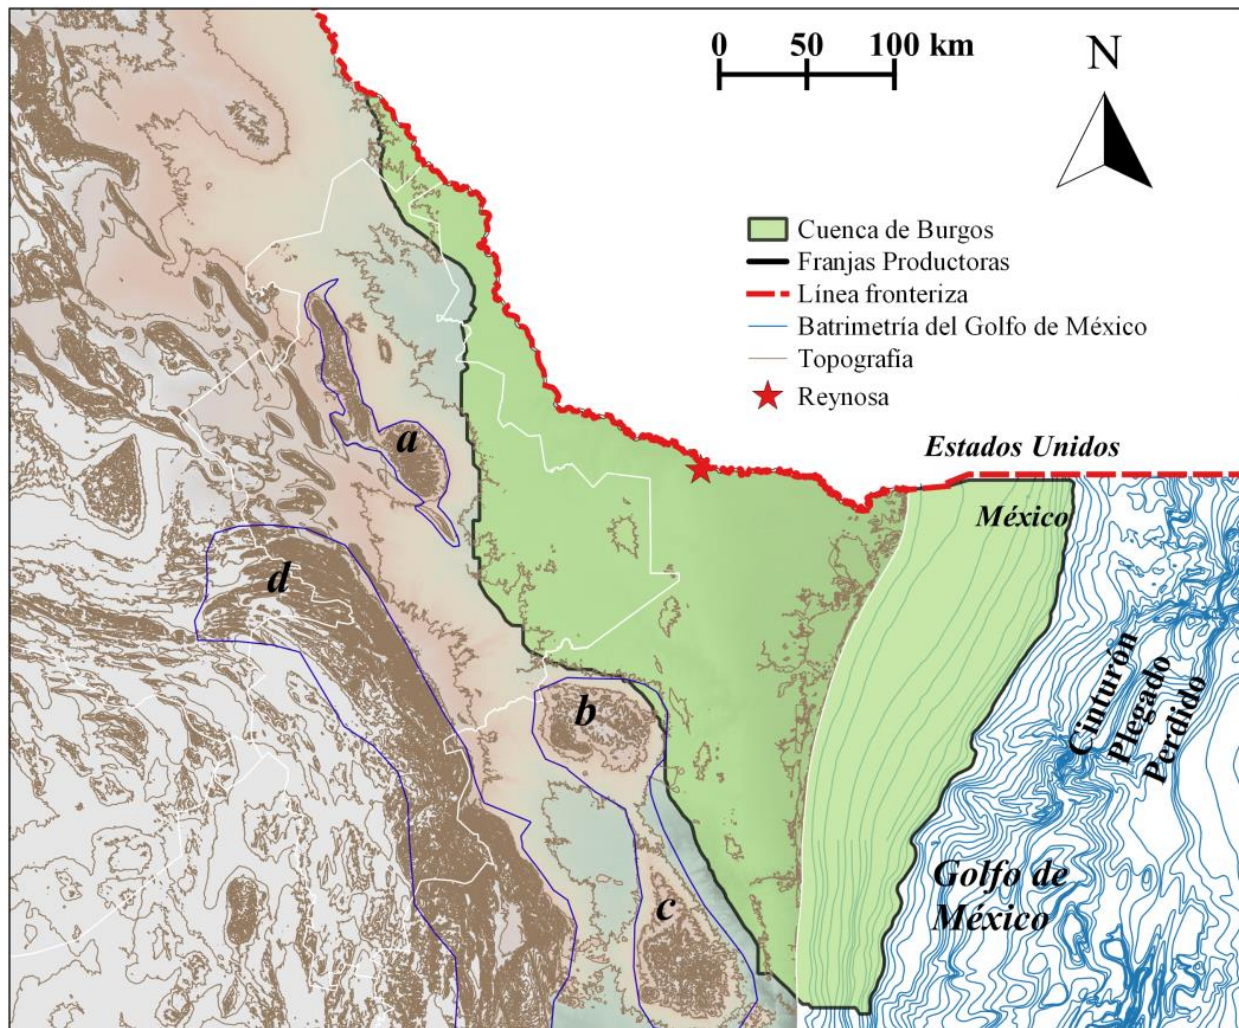 0 50 100 km
N
Cuenca de Burgos
Franjas Productoras
Línea fronteriza
Batrimetría del Golfo de México
Topografía
Reynosa
Estados Unidos
México
a
d
b
c
Cinturón
Plegado
Perdido
Golfo de
México